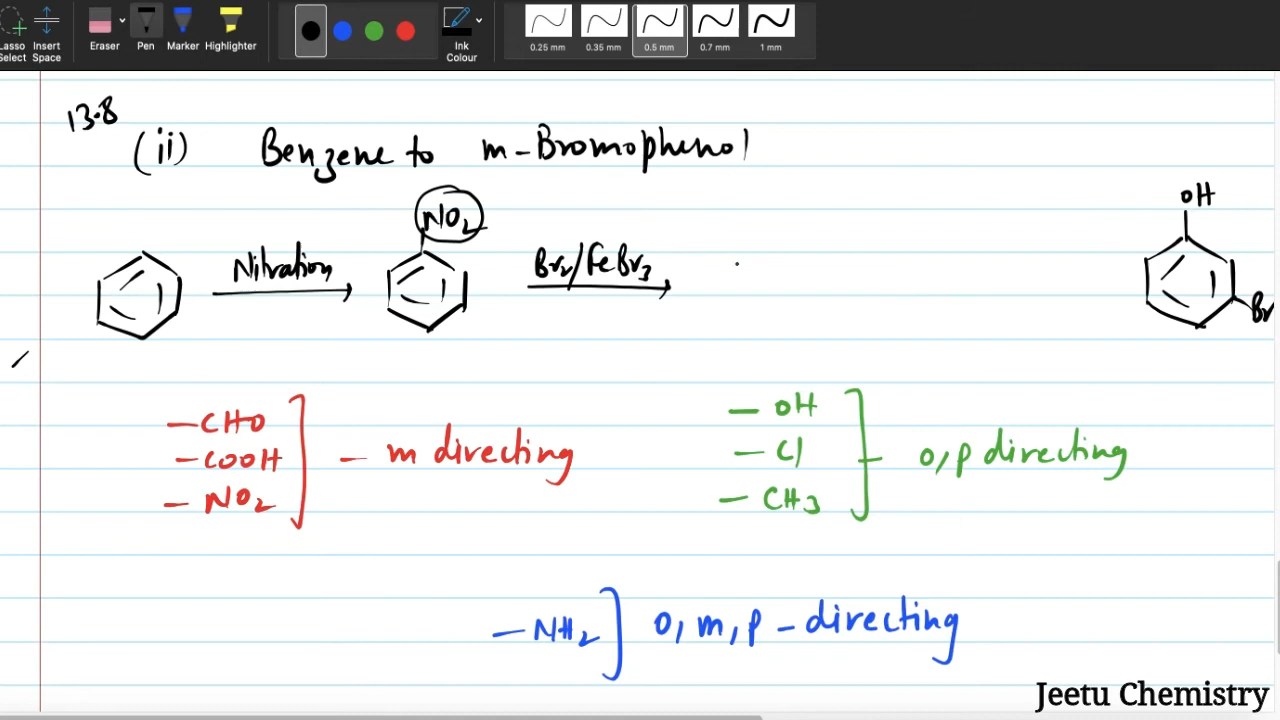 Lasso Select
Insert Space
Eraser
Pen
Marker
Highlighter
Ink Colour
0.25 mm
0.35 mm
0.5 mm
0.7 mm
1 mm
13.8
(ii) Benzene to m-Bromophenol
NO2
Nitration
Br2/FeBr3
OH
Br
-CHO
-COOH
-NO2
- m directing
- OH
- Cl
- CH3
- o,p directing
-NH2
o, m, p - directing
Jeetu Chemistry